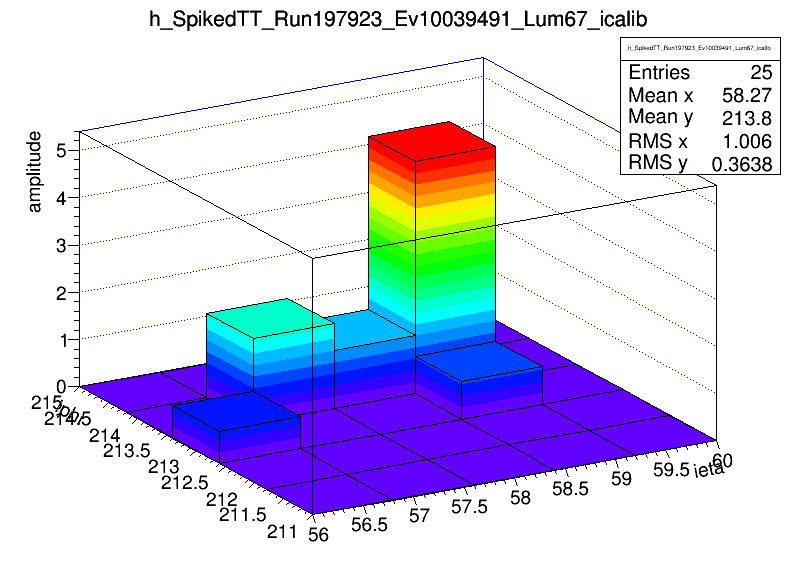 h_SpikedTT_Run197923_Ev10039491_Lum67_icalib
h_SpikedTT_Run197923_Ev10039491_Lum67_icalib
Entries 25
Mean x 58.27
Mean y 213.8
RMS x 1.006
RMS y 0.3638
amplitude
5
4
3
2
1
0
215
214.5
214
213.5
213
212.5
212
211.5
211
56
56.5
57
57.5
58
58.5
59
59.5
60
ieta